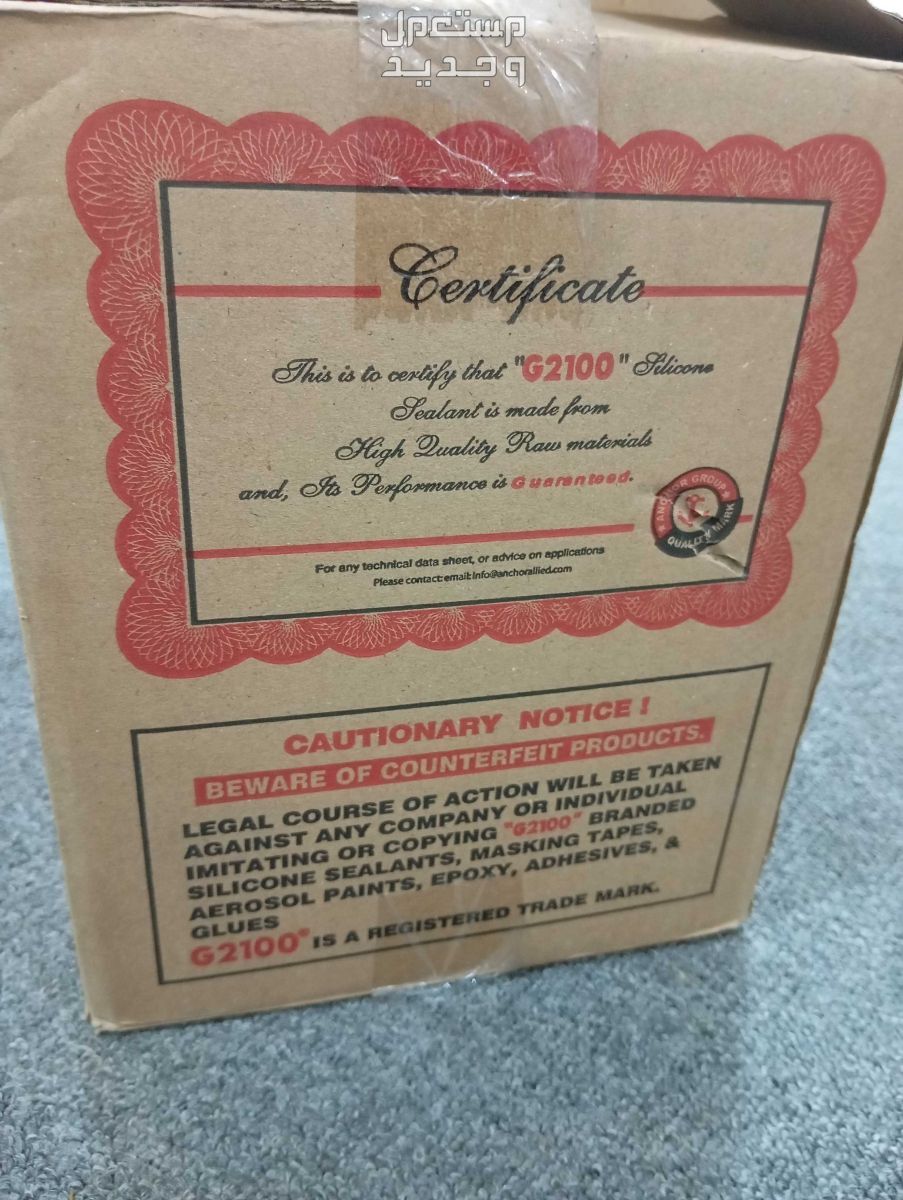 مستعمل
وجديد
Certificate
This is to certify that "G2100" Silicone
Sealant is made from
High Quality Raw materials
and, Its Performance is Guaranteed.
ANCHOR GROUP
QUALITY MARK
For any technical data sheet, or advice on applications
Please contact: email: info@anchorallied.com
CAUTIONARY NOTICE !
BEWARE OF COUNTERFEIT PRODUCTS.
LEGAL COURSE OF ACTION WILL BE TAKEN
AGAINST ANY COMPANY OR INDIVIDUAL
IMITATING OR COPYING "G2100" BRANDED
SILICONE SEALANTS, MASKING TAPES,
AEROSOL PAINTS, EPOXY, ADHESIVES, &
GLUES
G2100® IS A REGISTERED TRADE MARK.